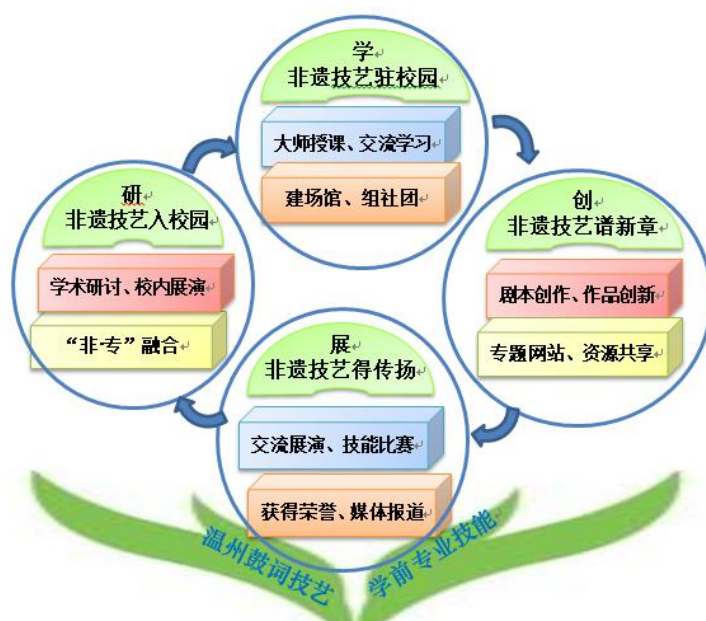 学
非遗技艺驻校园
大师授课、交流学习
建场馆、组社团
研
非遗技艺入校园
学术研讨、校内展演
“非·专”融合
创
非遗技艺谱新章
剧本创作、作品创新
专题网站、资源共享
展
非遗技艺得传扬
交流展演、技能比赛
获得荣誉、媒体报道
温州鼓词技艺
学前专业技能